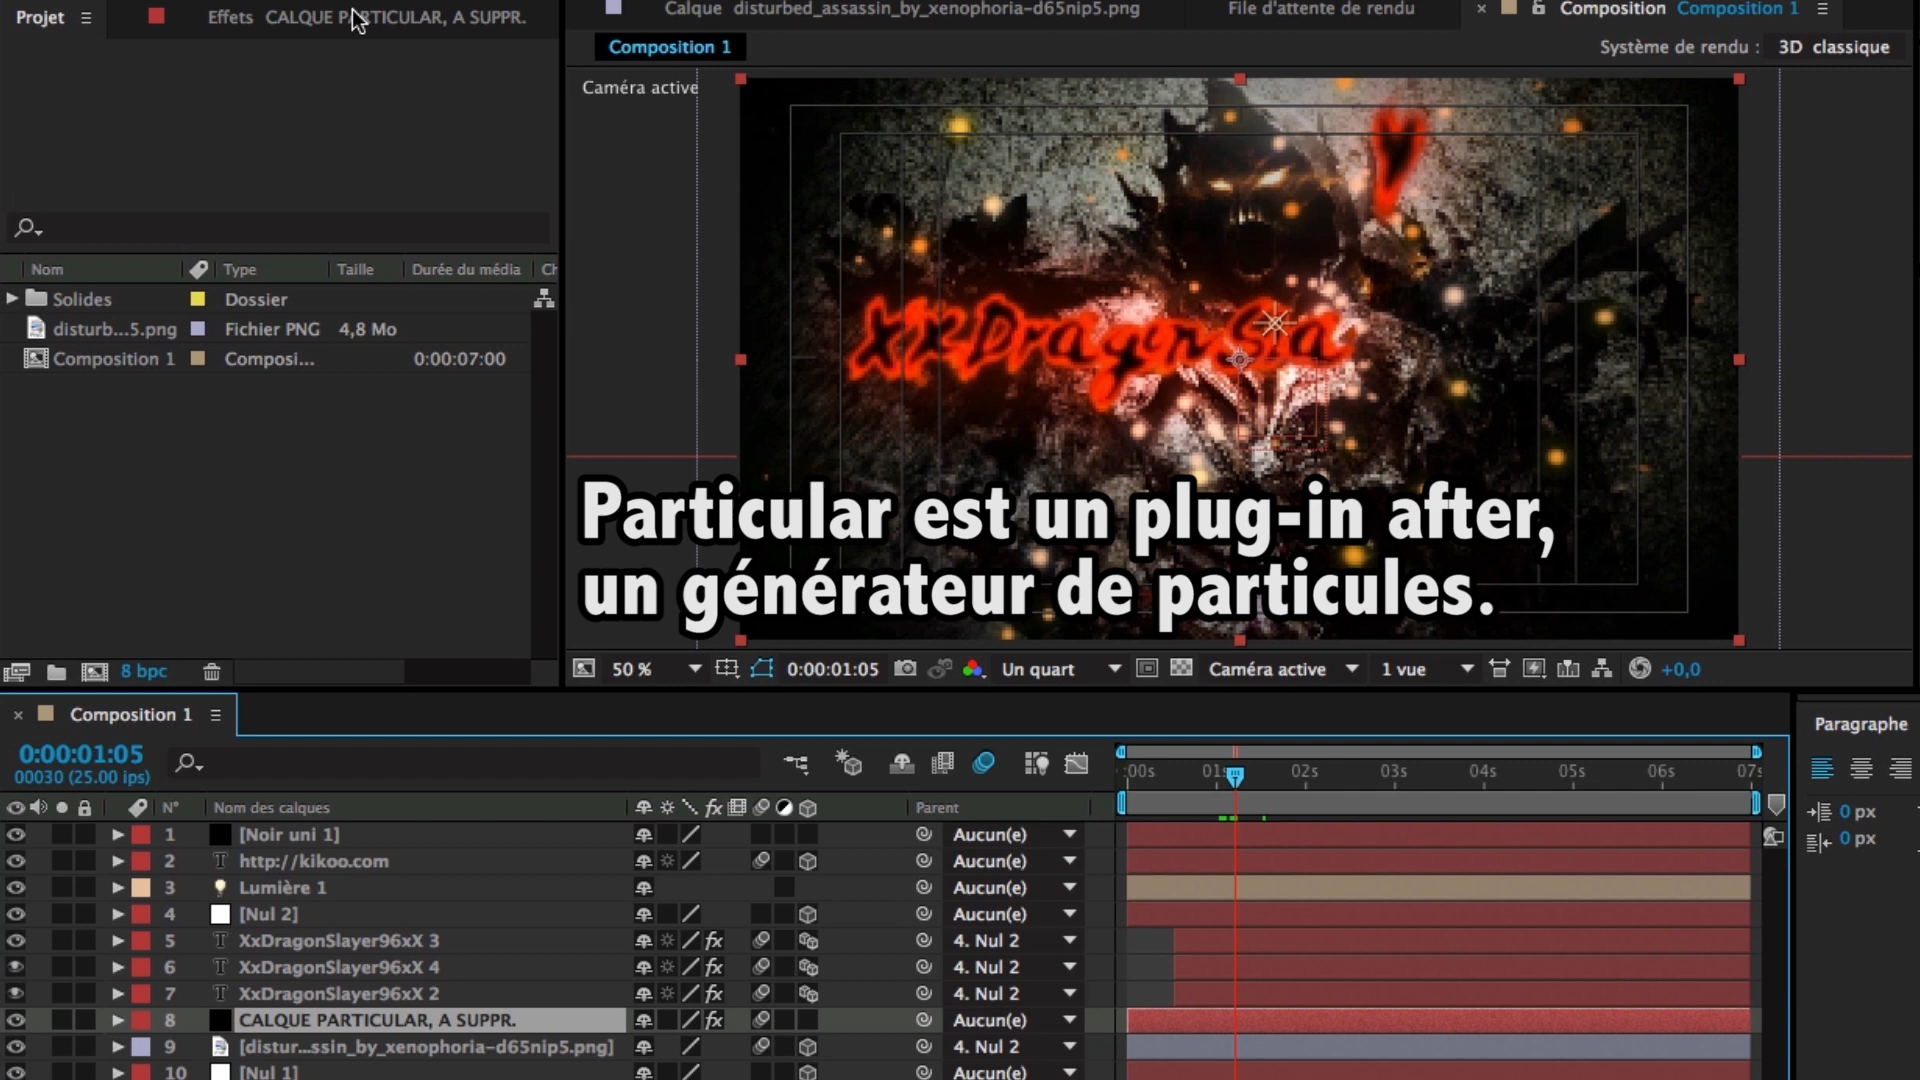 Projet
Effets CALQUE PARTICULAR, A SUPPR.
Calque disturbed_assassin_by_xenophoria-d65nip5.png
File d'attente de rendu
× Composition Composition 1
Composition 1
Système de rendu : 3D classique
Caméra active
XxDragonSla
Nom Type Taille Durée du média Ch
Solides Dossier
disturb...5.png Fichier PNG 4,8 Mo
Composition 1 Composi... 0:00:07:00
Particular est un plug-in after,
un générateur de particules.
8 bpc
50 % 0:00:01:05 Un quart Caméra active 1 vue +0,0
× Composition 1
Paragraphe
0:00:01:05
00030 (25.00 ips)
:00s 01s 02s 03s 04s 05s 06s 07s
0 px
0 px
N° Nom des calques fx Parent
1 [Noir uni 1] Aucun(e)
2 http://kikoo.com Aucun(e)
3 Lumière 1 Aucun(e)
4 [Nul 2] Aucun(e)
5 T XxDragonSlayer96xX 3 fx 4. Nul 2
6 T XxDragonSlayer96xX 4 fx 4. Nul 2
7 T XxDragonSlayer96xX 2 fx 4. Nul 2
8 CALQUE PARTICULAR, A SUPPR. fx Aucun(e)
9 [distur...ssin_by_xenophoria-d65nip5.png] 4. Nul 2
10 [Nul 1] Aucun(e)